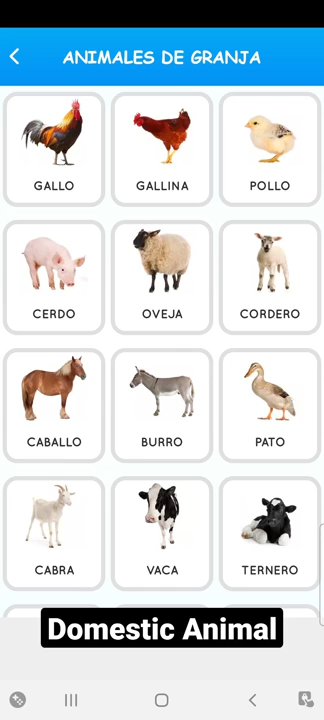 ANIMALES DE GRANJA
GALLO
GALLINA
POLLO
CERDO
OVEJA
CORDERO
CABALLO
BURRO
PATO
CABRA
VACA
TERNERO
Domestic Animal